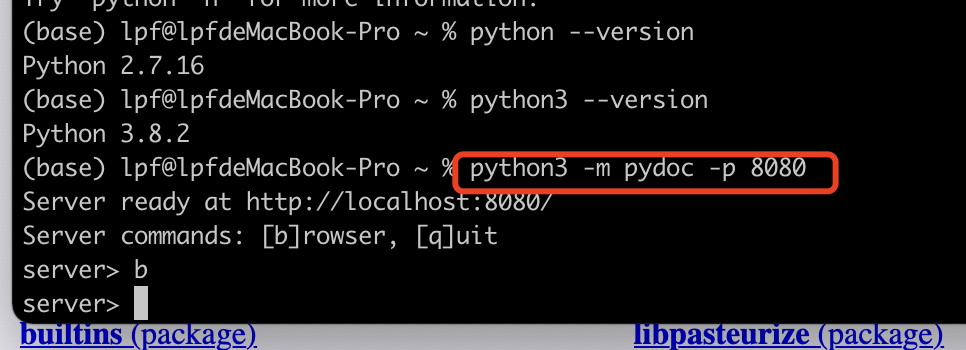 Try `python -h' for more information.
(base) lpf@lpfdeMacBook-Pro ~ % python --version
Python 2.7.16
(base) lpf@lpfdeMacBook-Pro ~ % python3 --version
Python 3.8.2
(base) lpf@lpfdeMacBook-Pro ~ % python3 -m pydoc -p 8080
Server ready at http://localhost:8080/
Server commands: [b]rowser, [q]uit
server> b
server>
builtins (package) libpasteurize (package)